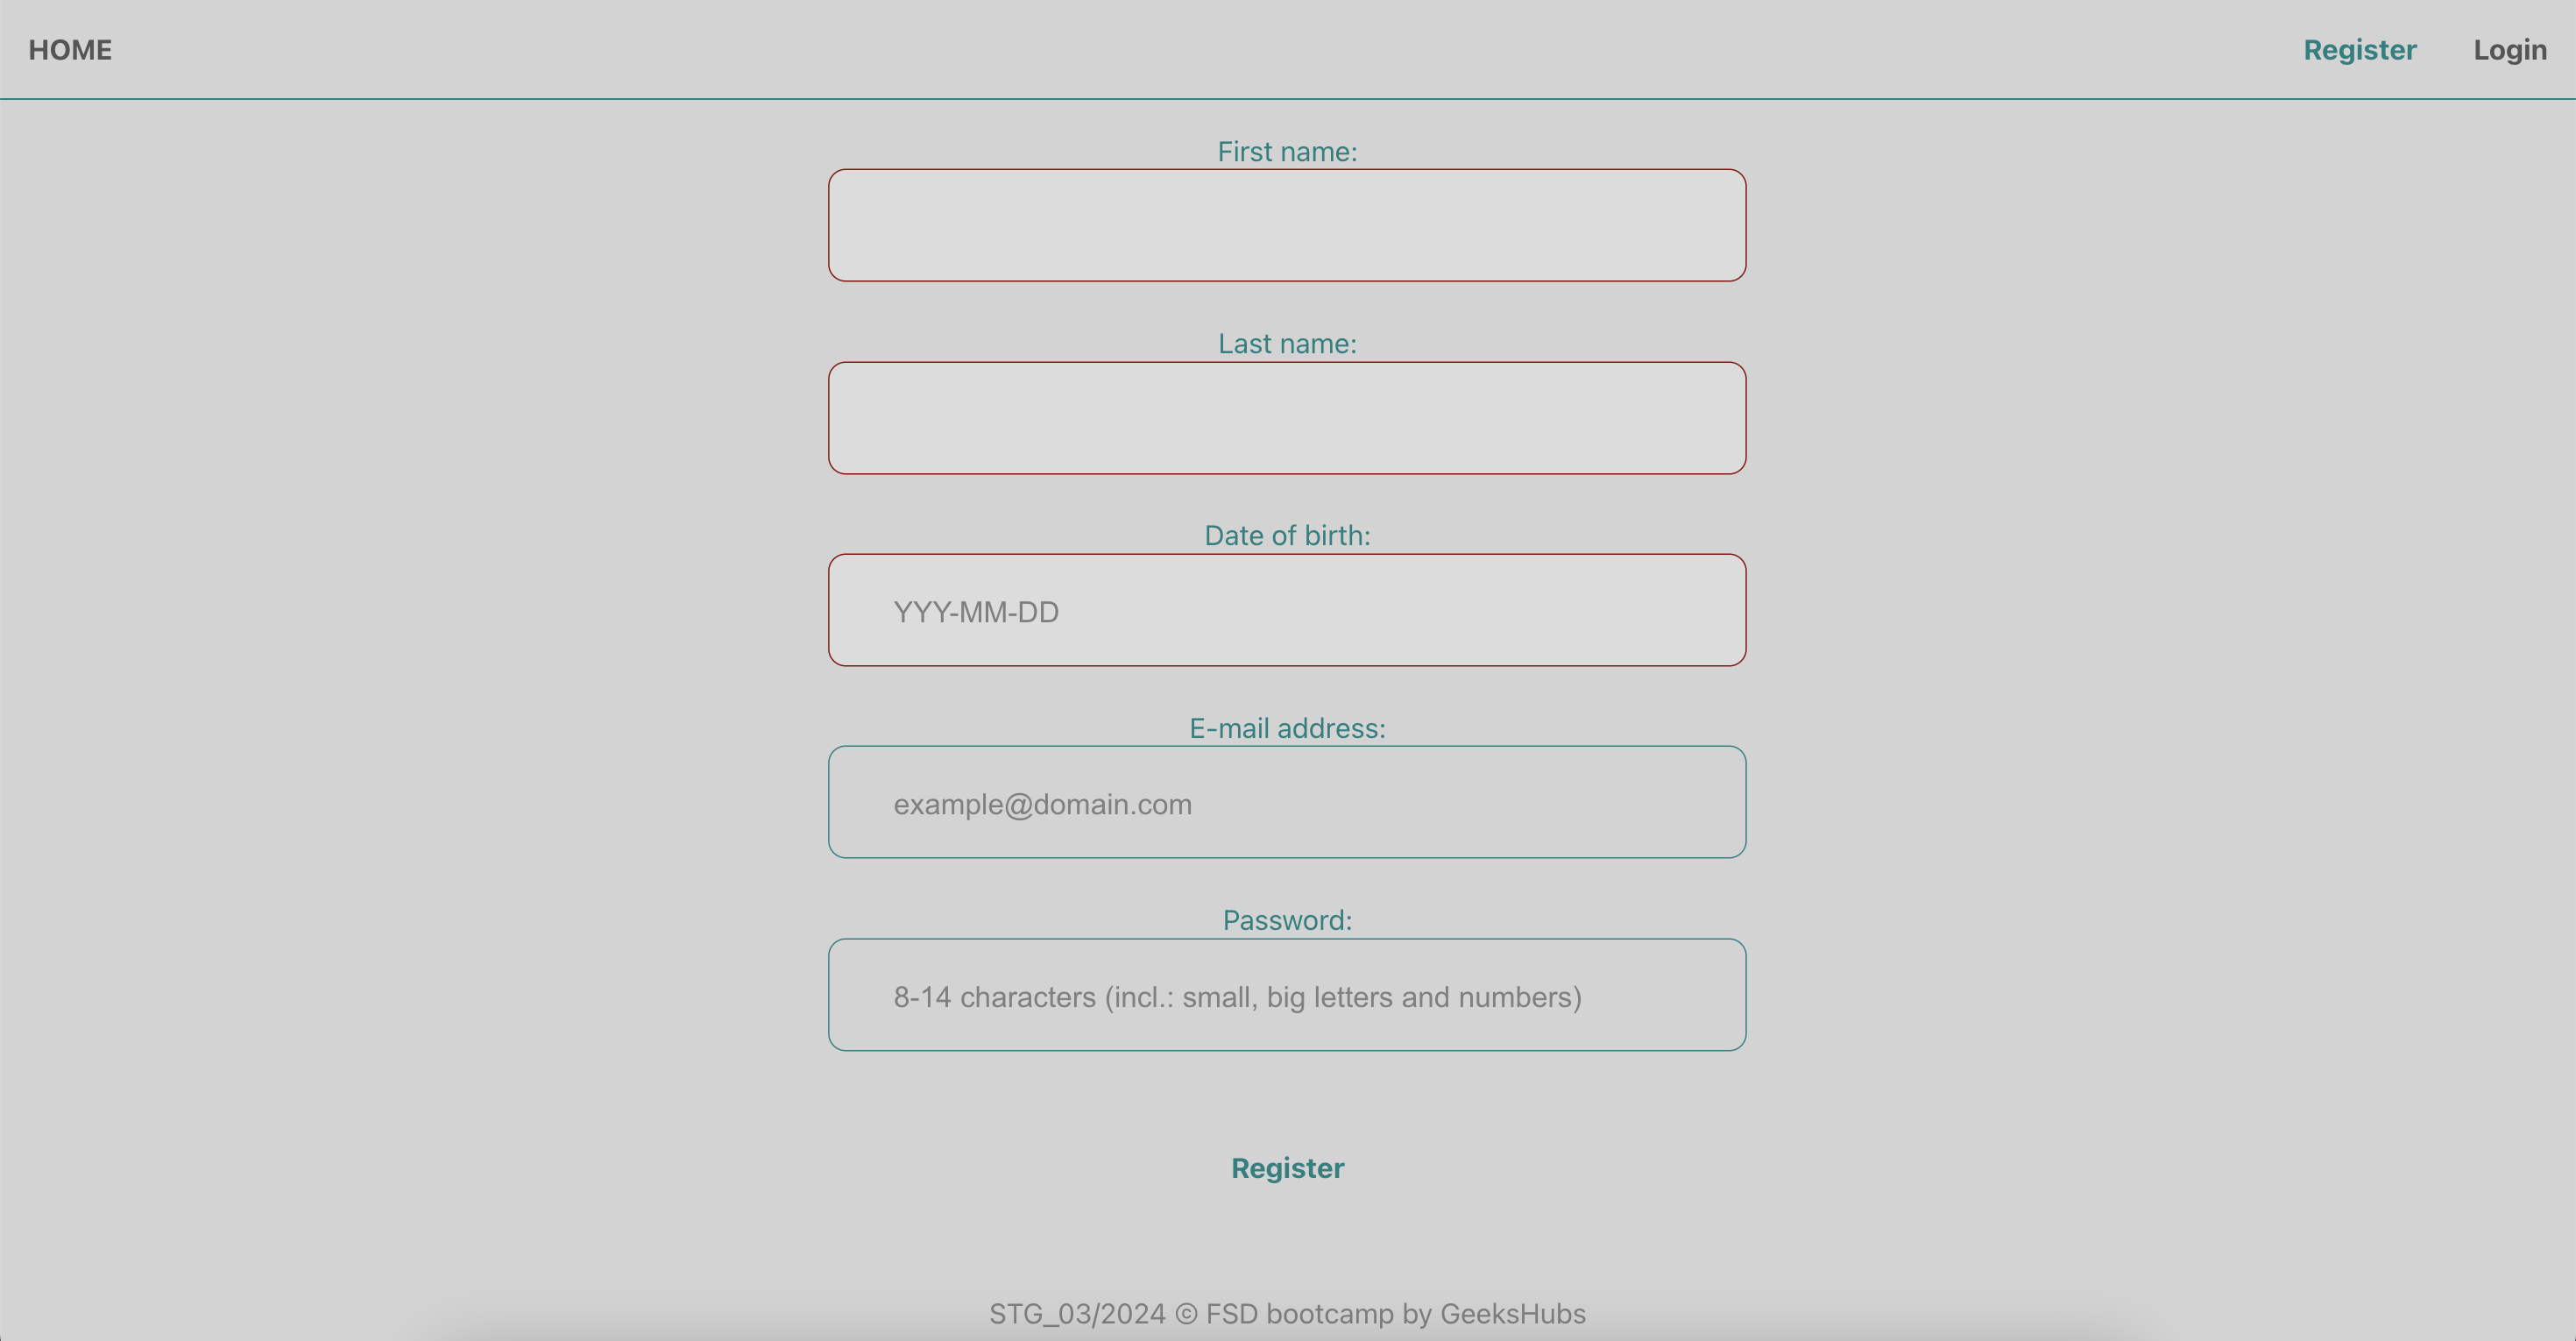 HOME Register Login
First name:
Last name:
Date of birth:
YYY-MM-DD
E-mail address:
example@domain.com
Password:
8-14 characters (incl.: small, big letters and numbers)
Register
STG_03/2024 © FSD bootcamp by GeeksHubs